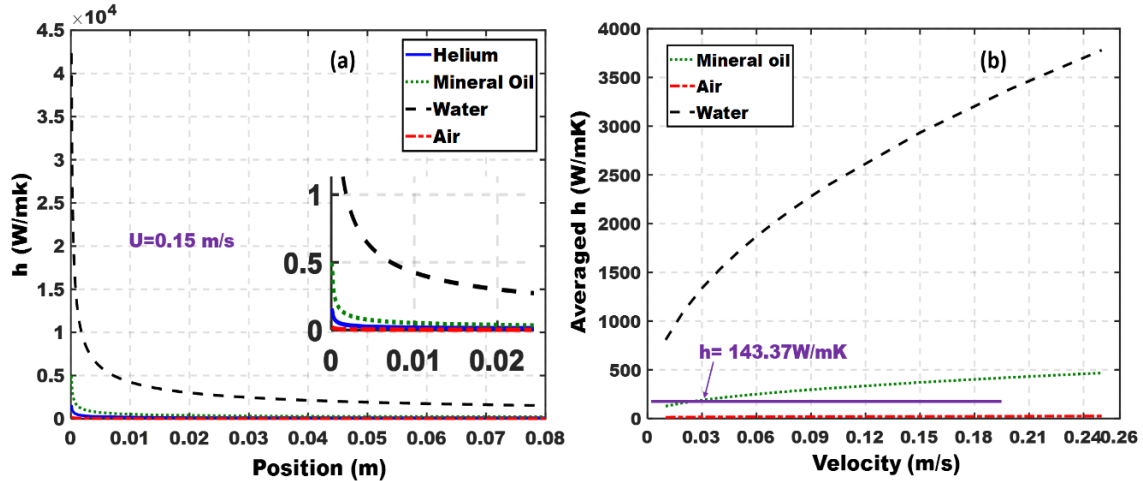 ×10⁴
4.5
4
3.5
3
2.5
2
1.5
1
0.5
0
h (W/mk)
(a)
Helium
Mineral Oil
Water
Air
U=0.15 m/s
1
0.5
0
0 0.01 0.02
0 0.01 0.02 0.03 0.04 0.05 0.06 0.07 0.08
Position (m)
4000
3500
3000
2500
2000
1500
1000
500
0
Averaged h (W/mK)
Mineral oil
Air
Water
(b)
h= 143.37W/mK
0 0.03 0.06 0.09 0.12 0.15 0.18 0.21 0.24 0.26
Velocity (m/s)